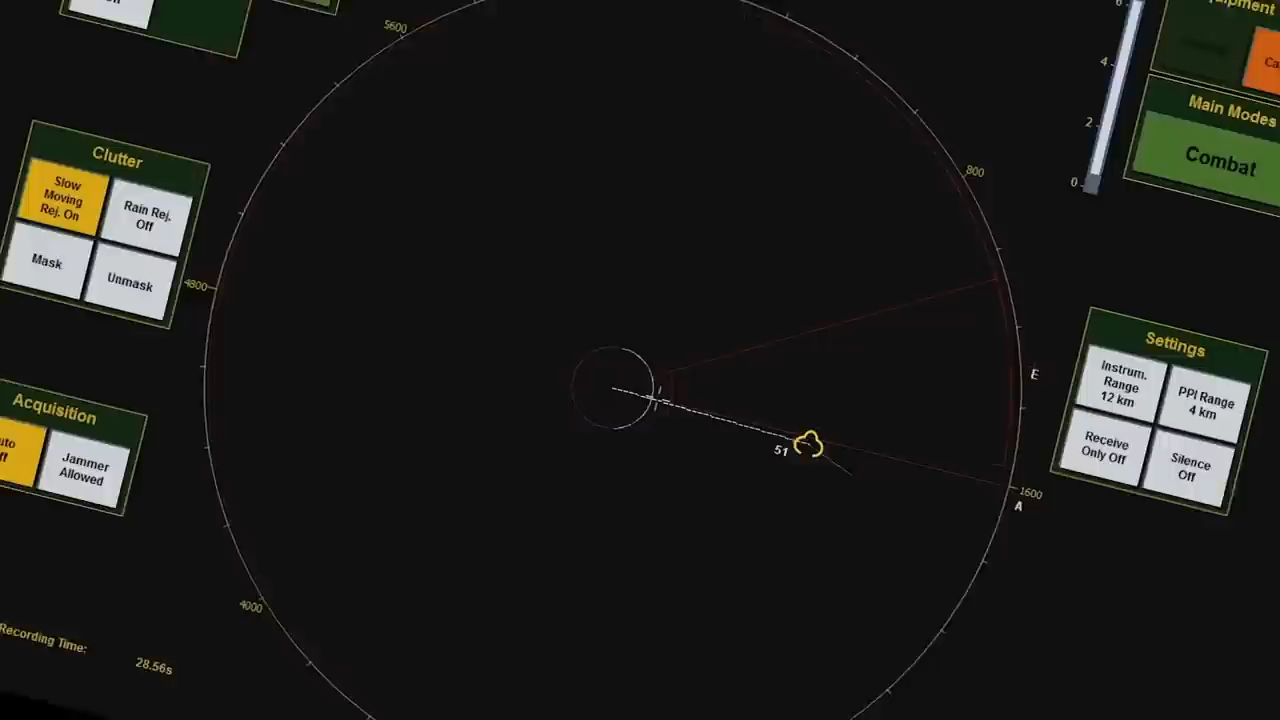 5600
6
4
2
0
Main Modes
Combat
800
Clutter
Slow
Moving
Rej. On
Rain Rej.
Off
Mask
Unmask
4800
Settings
Instrum.
Range
12 km
PPI Range
4 km
Receive
Only Off
Silence
Off
E
51
1600
A
Acquisition
Jammer
Allowed
4000
Recording Time:
28.56s